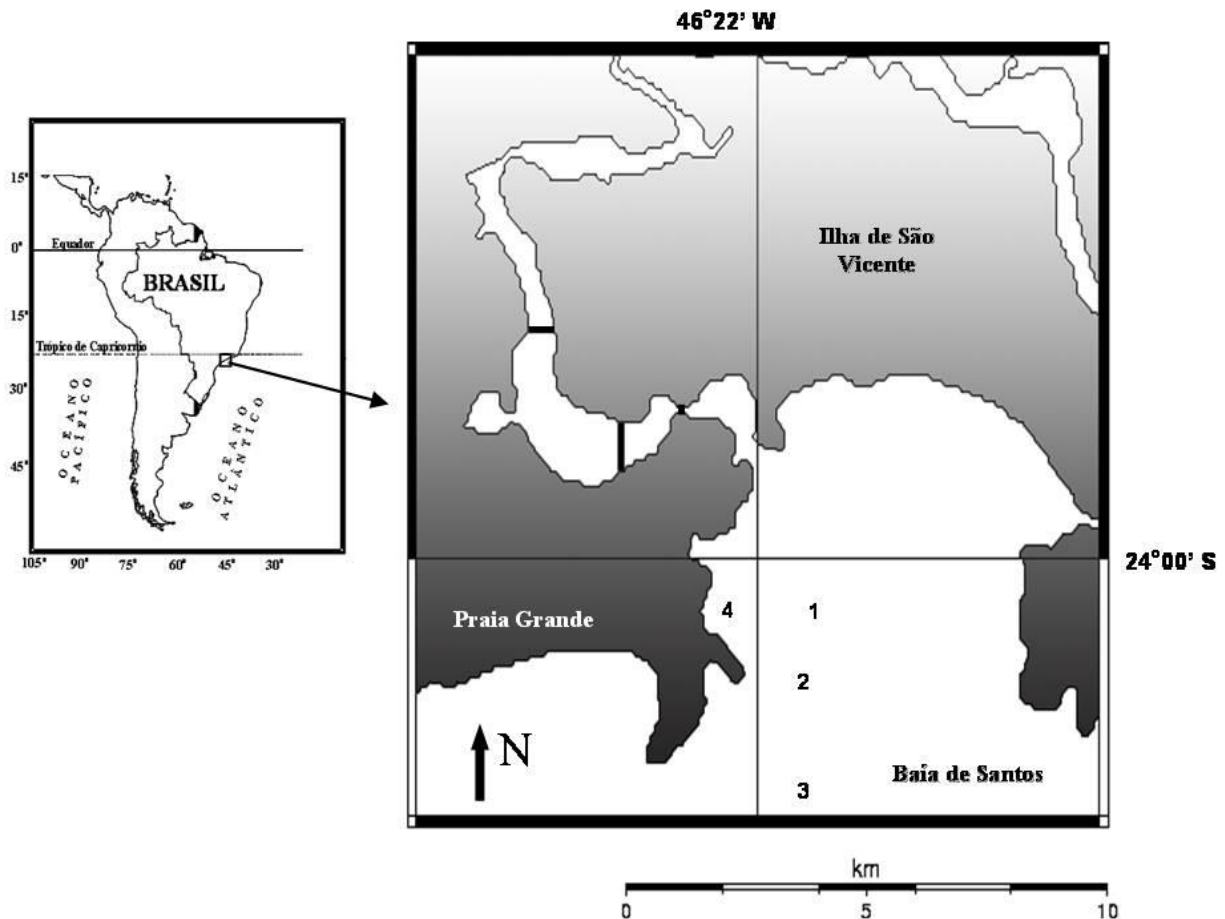 46°22' W
15°
0°
15°
30°
45°
Equador
BRASIL
Trópico de Capricornio
OCEANO
PACÍFICO
OCEANO
ATLÂNTICO
105°
90°
75°
60°
45°
30°
Ilha de São
Vicente
24°00' S
Praia Grande
4
1
2
3
N
Baía de Santos
km
0
5
10